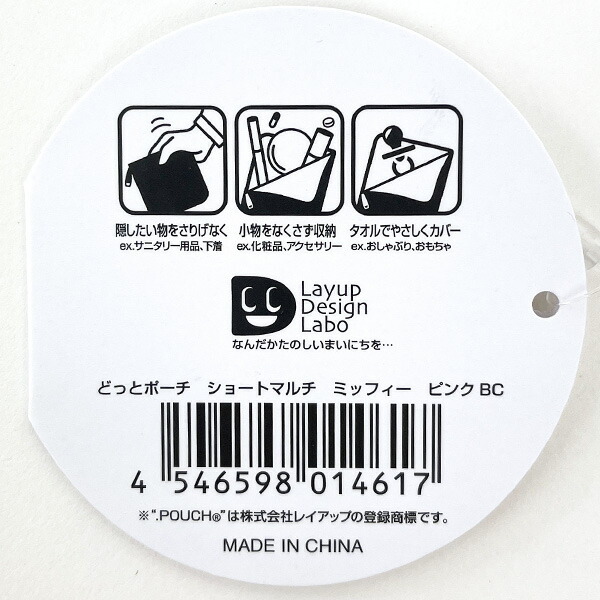 隠したい物をさりげなく
ex.サニタリー用品、下着
小物をなくさず収納
ex.化粧品、アクセサリー
タオルでやさしくカバー
ex.おしゃぶり、おもちゃ
Layup
Design
Labo
なんだかたのしいまいにちを…
どっとポーチ ショートマルチ ミッフィー ピンク BC
4 546598 014617
※".POUCH®"は株式会社レイアップの登録商標です。
MADE IN CHINA